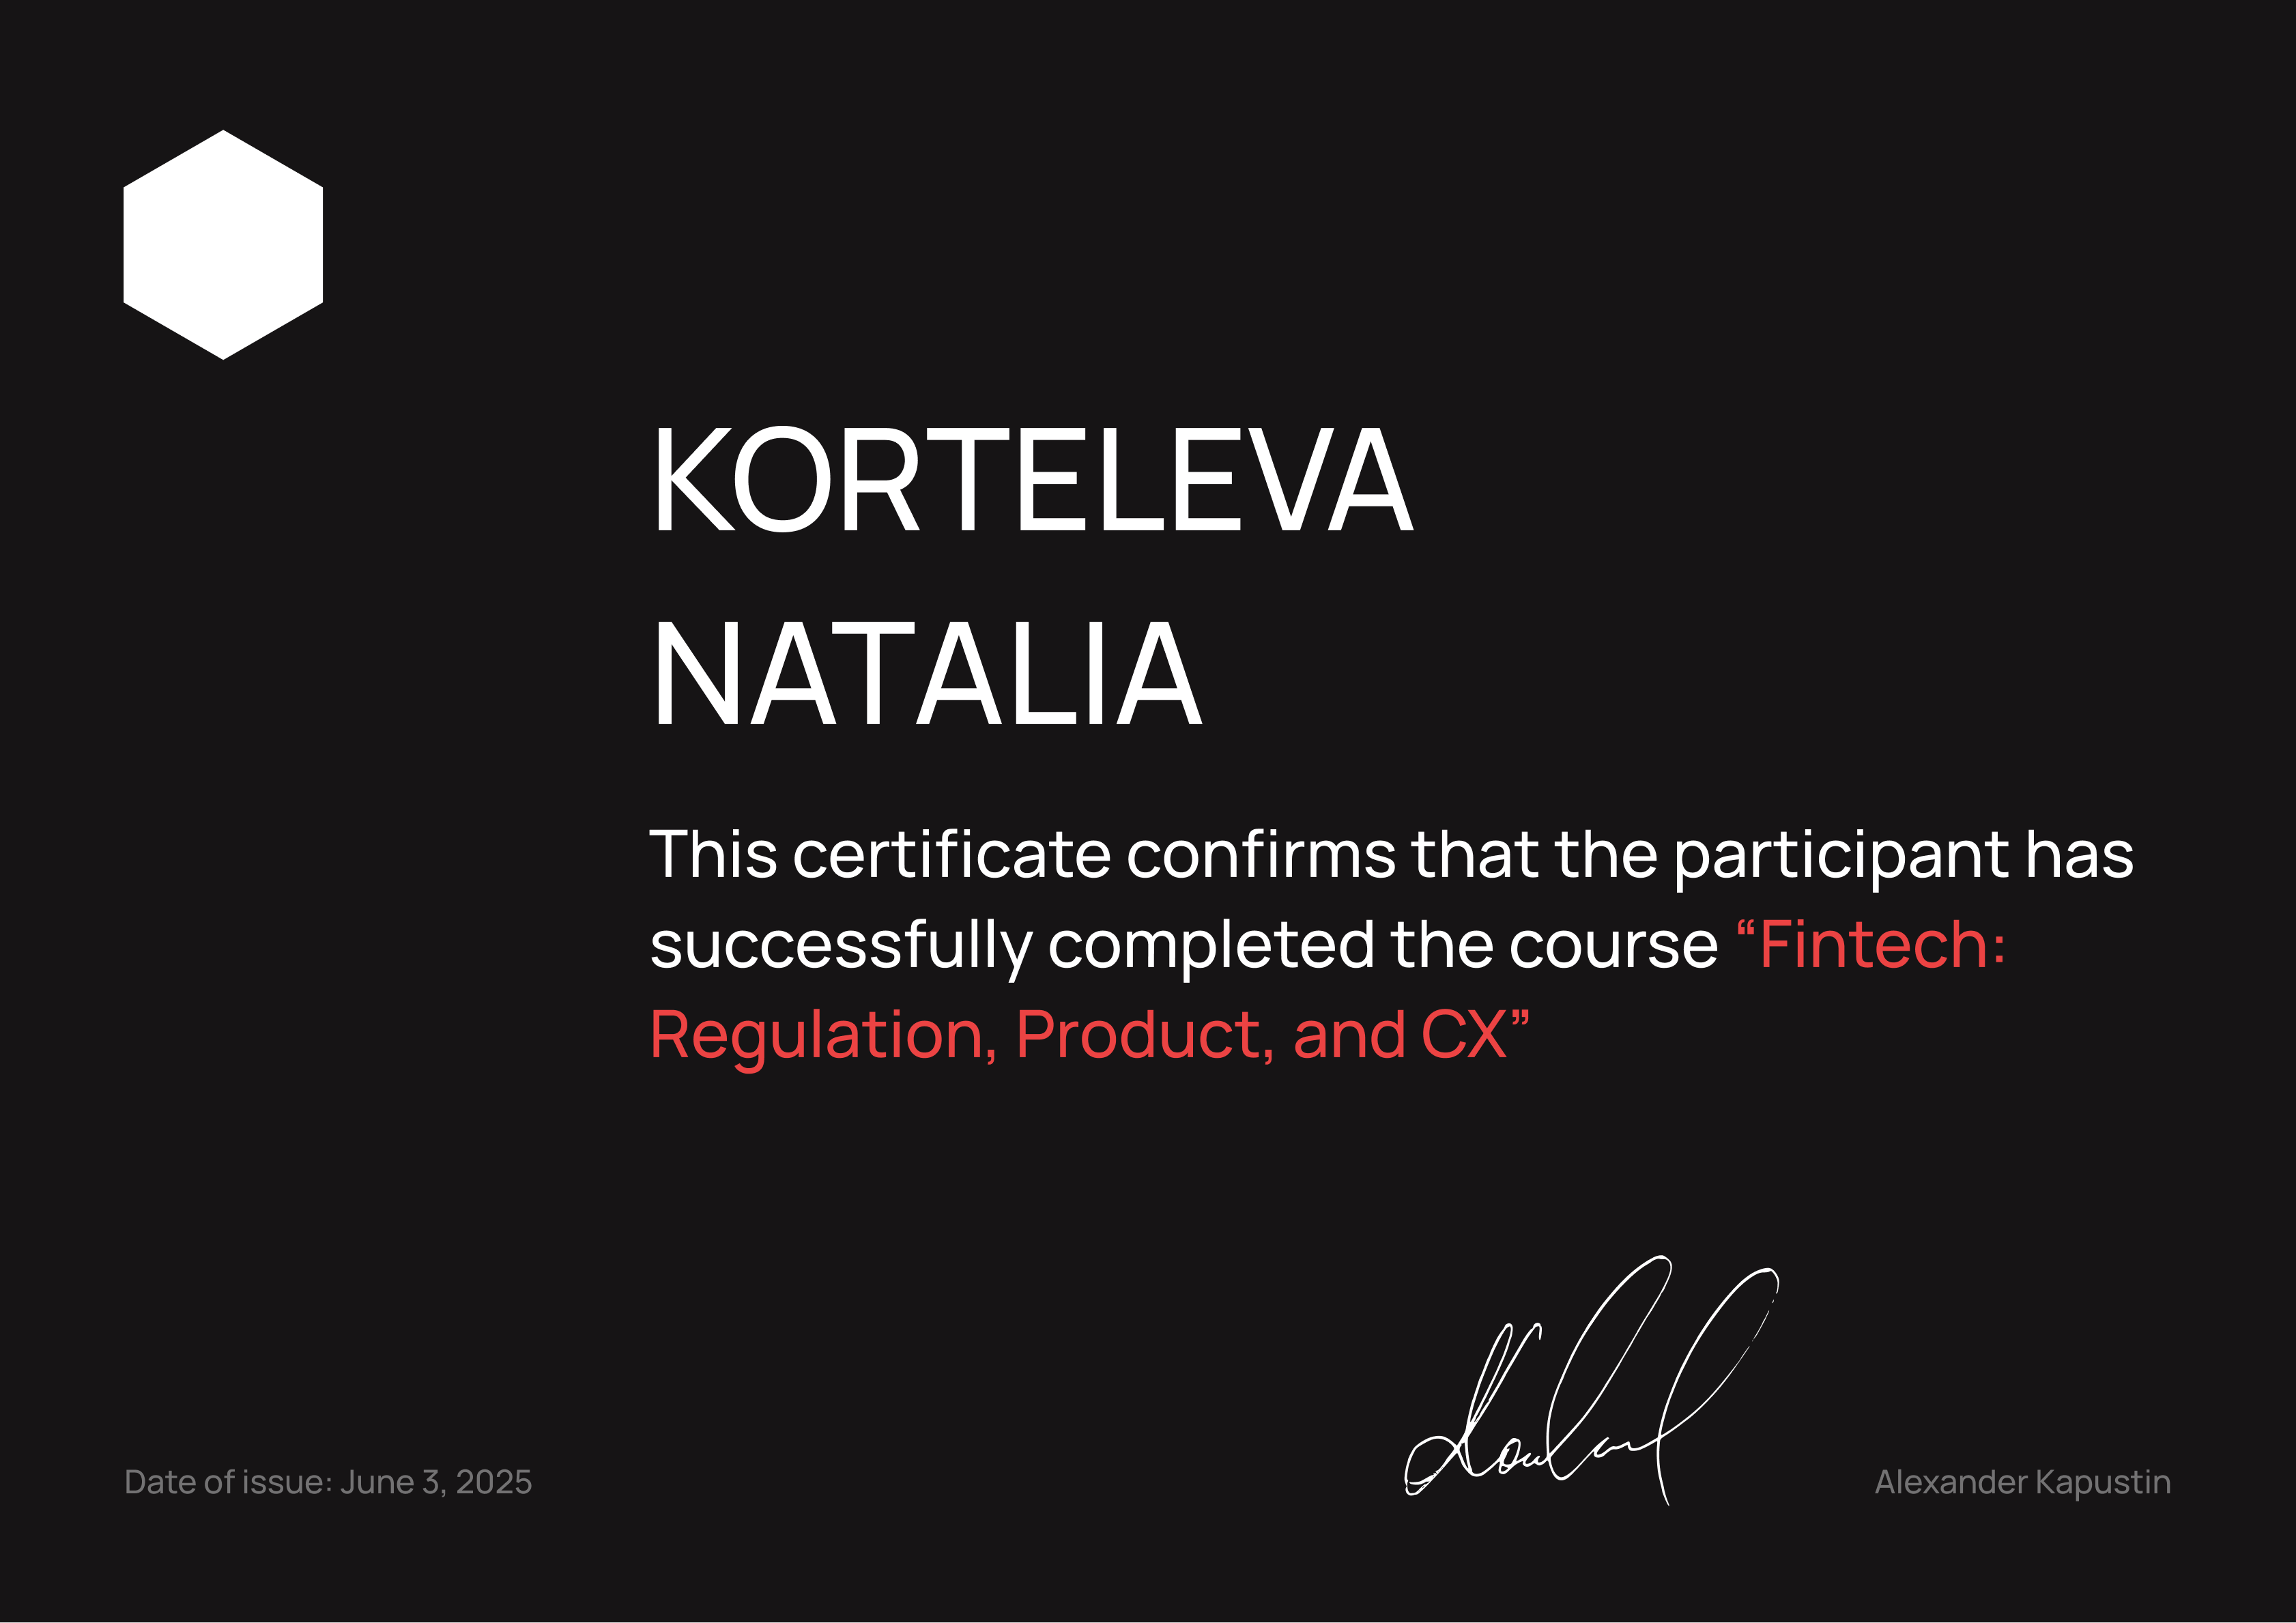 KORTELEVA
NATALIA
This certificate confirms that the participant has
successfully completed the course “Fintech:
Regulation, Product, and CX”
Date of issue: June 3, 2025
Alexander Kapustin